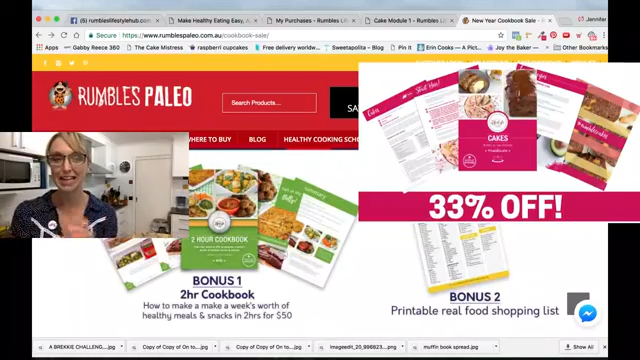 rumbleslifestylehub.com.
Make Healthy Eating Easy, A
My Purchases - Rumbles L
Cake Module 1 - Rumbles L
New Year Cookbook Sale -
Jennifer
Secure
https://www.rumblespaleo.com.au/cookbook-sale/
Apps
Gabby Reece 360
The Cake Mistress
raspberri cupcakes
Free delivery worldw
Sweetapolita - Blog
Pin It
Erin Cooks
Joy the Baker
Other Bookmarks
RUMBLES PALEO
Search Products...
SA
WHERE TO BUY
BLOG
HEALTHY COOKING SCHO
CAKES
33% OFF!
Summary
2 HOUR COOKBOOK
BONUS 1
2hr Cookbook
How to make a make a week's worth of
healthy meals & snacks in 2hrs for $50
BONUS 2
Printable real food shopping list
A BREKKIE CHALLENG....jpg
Copy of Copy of On to....jpg
Copy of Copy of On to....jpg
muffin book spread.jpg
Show All